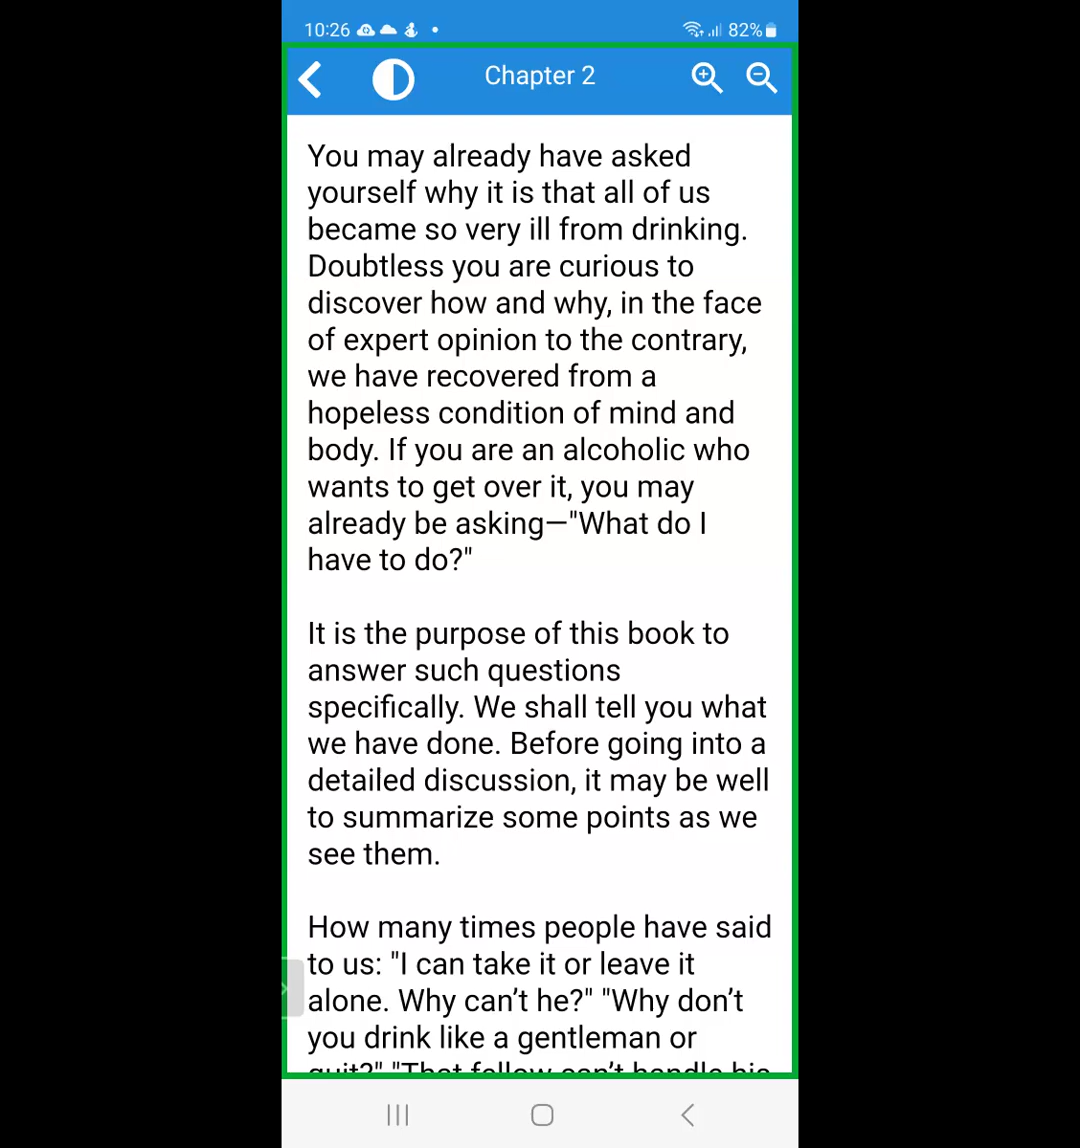 10:26
82%
Chapter 2
You may already have asked
yourself why it is that all of us
became so very ill from drinking.
Doubtless you are curious to
discover how and why, in the face
of expert opinion to the contrary,
we have recovered from a
hopeless condition of mind and
body. If you are an alcoholic who
wants to get over it, you may
already be asking—"What do I
have to do?"
It is the purpose of this book to
answer such questions
specifically. We shall tell you what
we have done. Before going into a
detailed discussion, it may be well
to summarize some points as we
see them.
How many times people have said
to us: "I can take it or leave it
alone. Why can’t he?" "Why don’t
you drink like a gentleman or
quit?" "That fellow can’t handle his